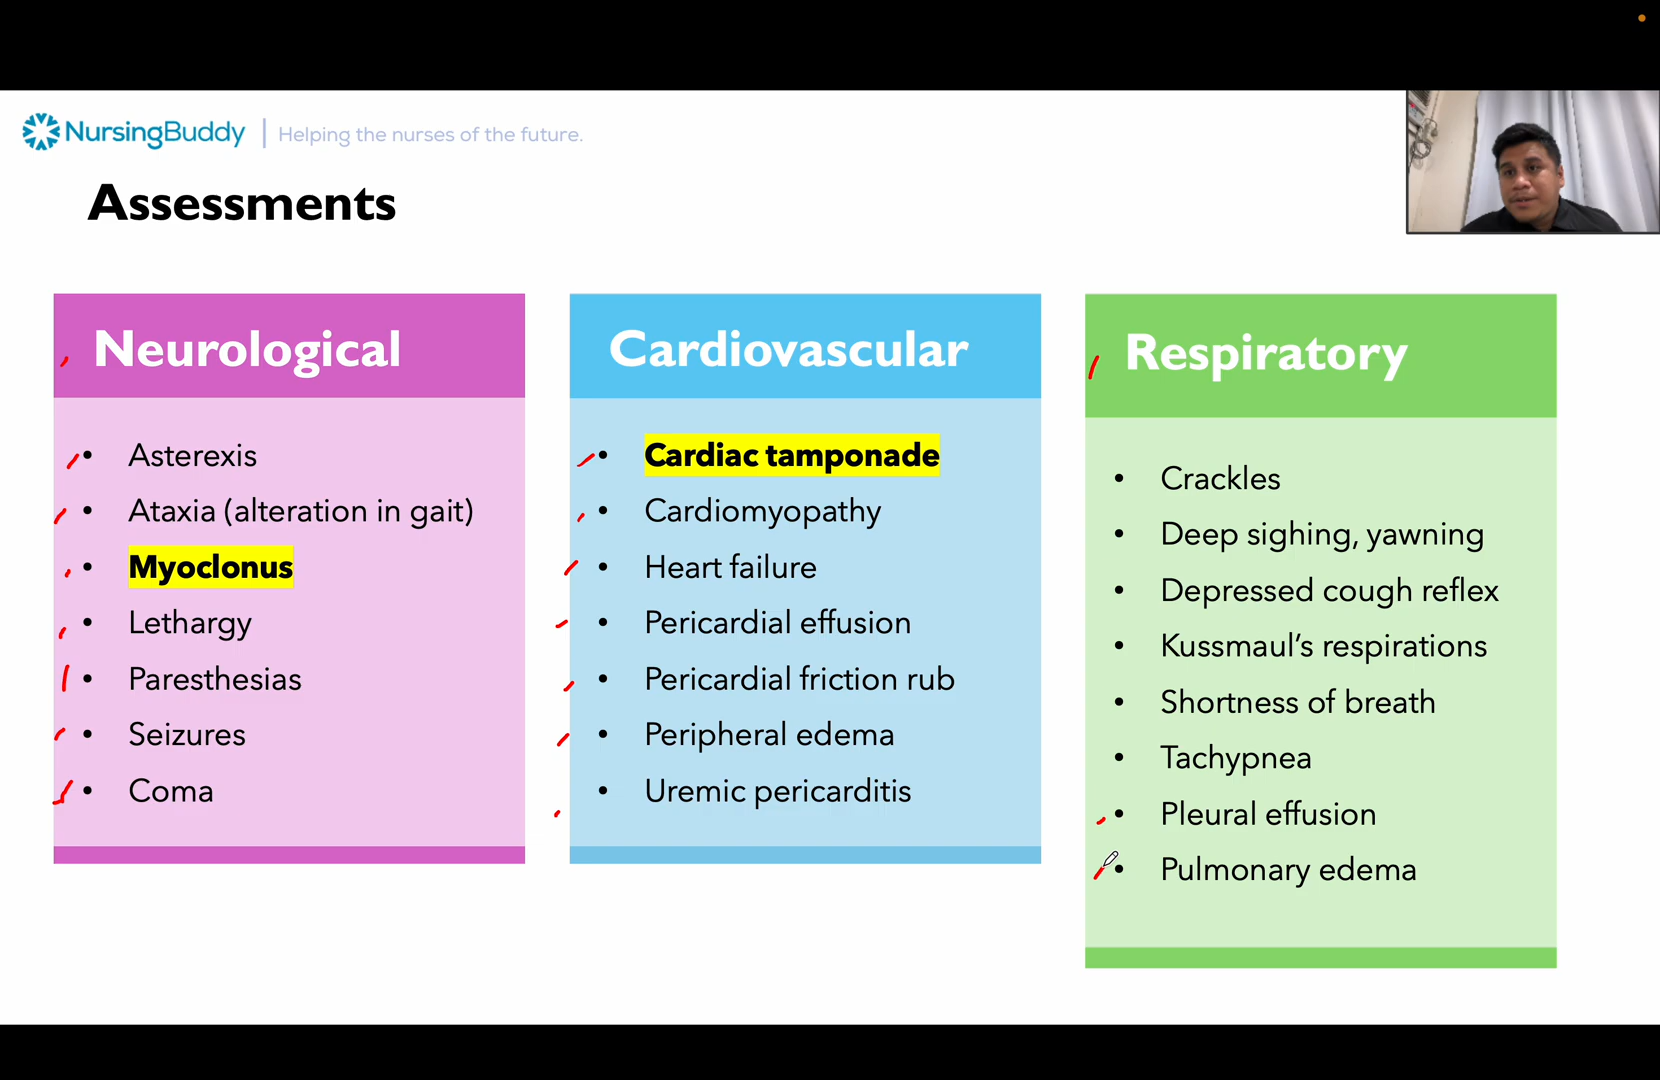 NursingBuddy | Helping the nurses of the future.
Assessments
Neurological
• Asterexis
• Ataxia (alteration in gait)
• Myoclonus
• Lethargy
• Paresthesias
• Seizures
• Coma
Cardiovascular
• Cardiac tamponade
• Cardiomyopathy
• Heart failure
• Pericardial effusion
• Pericardial friction rub
• Peripheral edema
• Uremic pericarditis
Respiratory
• Crackles
• Deep sighing, yawning
• Depressed cough reflex
• Kussmaul’s respirations
• Shortness of breath
• Tachypnea
• Pleural effusion
• Pulmonary edema